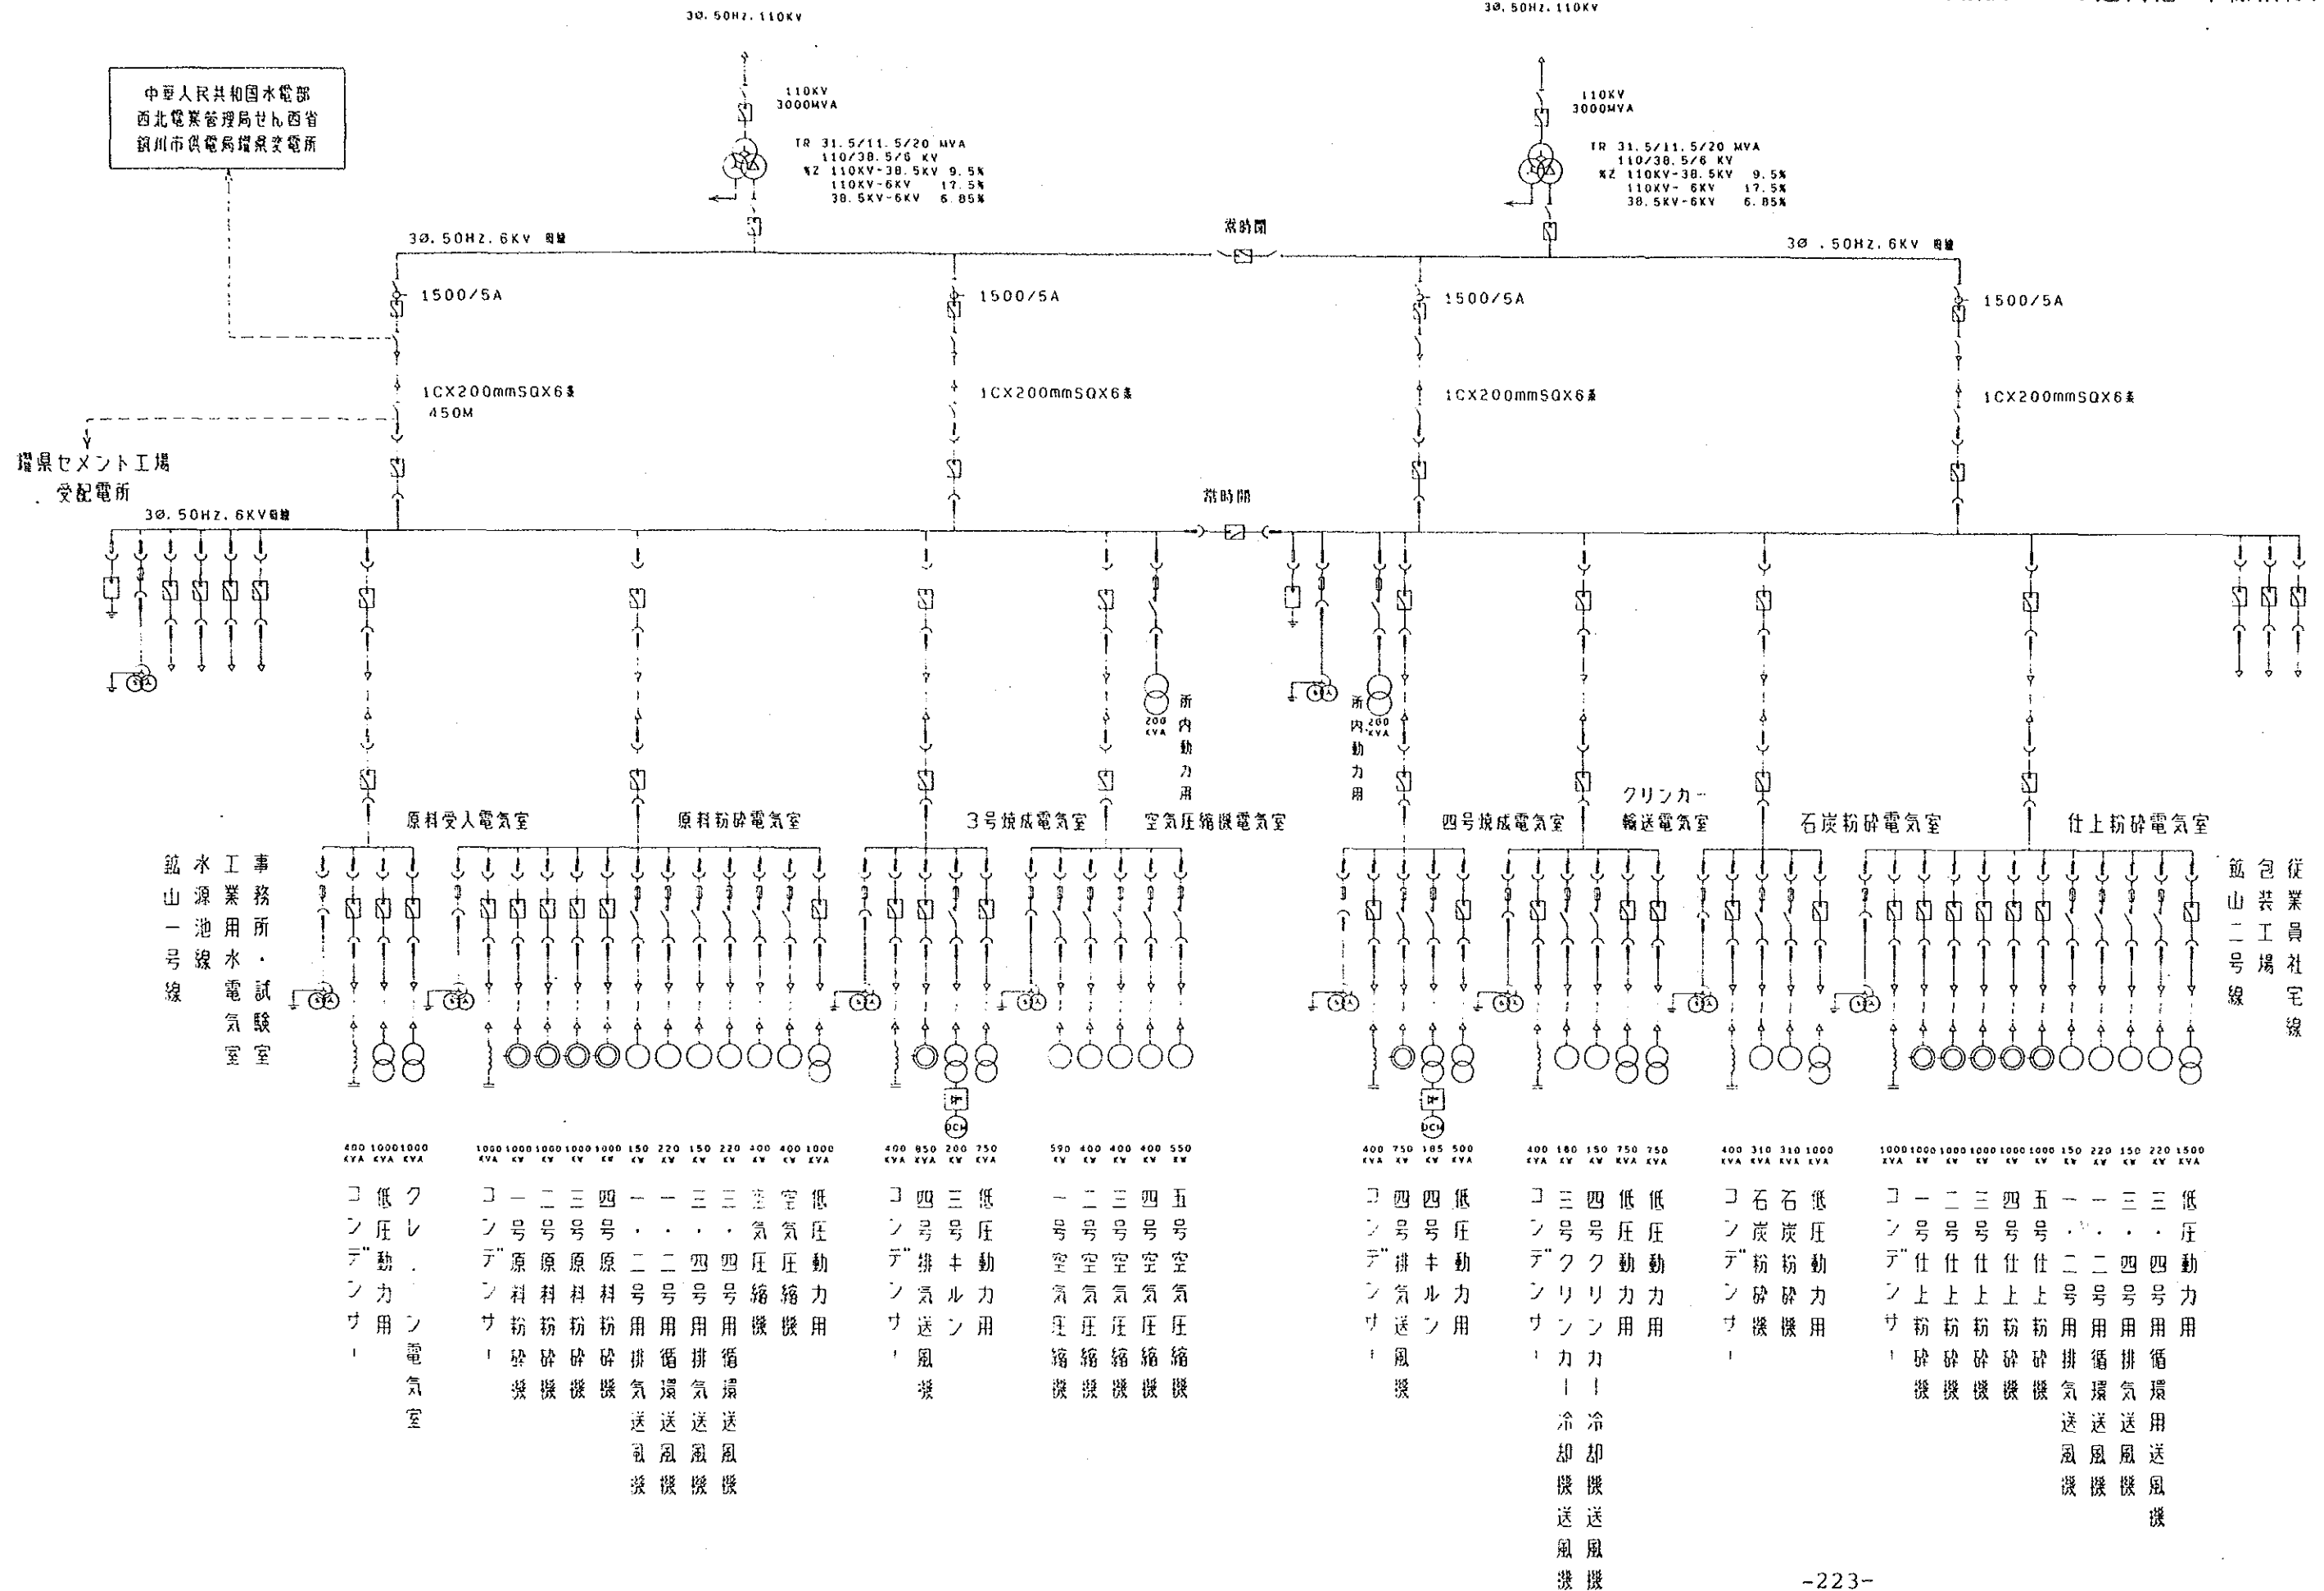 3Ø. 50HZ. 110KV
3Ø. 50HZ. 110KV
中華人民共和国水電部
西北電業管理局せん西省
銅川市供電局耀県変電所
110KV
3000MVA
TR 31.5/11.5/20 MVA
110/38.5/6 KV
%Z 110KV-38.5KV 9.5%
110KV-6KV 17.5%
38.5KV-6KV 6.85%
110KV
3000MVA
TR 31.5/11.5/20 MVA
110/38.5/6 KV
%Z 110KV-38.5KV 9.5%
110KV- 6KV 17.5%
38.5KV-6KV 6.85%
3Ø. 50HZ. 6KV 母線
常時開
3Ø .50HZ. 6KV 母線
1500/5A
1500/5A
1500/5A
1500/5A
1CX200mmSQX6条
450M
1CX200mmSQX6条
1CX200mmSQX6条
1CX200mmSQX6条
耀県セメント工場
受配電所
3Ø. 50HZ. 6KV母線
常時開
200 KVA
所内動力用
200 KVA
所内動力用
原料受入電気室
原料粉砕電気室
3号焼成電気室
空気圧縮機電気室
四号焼成電気室
クリンカー
輸送電気室
石炭粉砕電気室
仕上粉砕電気室
鉱山一号線
水源池線
工業用水電気室
事務所・試験室
鉱山二号線
包装工場
従業員社宅線
400 KVA コンデンサー
1000 KVA 低圧動力用
1000 KVA クレーン電気室
1000 KVA コンデンサー
1000 KW 一号原料粉砕機
1000 KW 二号原料粉砕機
1000 KW 三号原料粉砕機
1000 KW 四号原料粉砕機
150 KW 一・二号用排気送風機
220 KW 一・二号用循環送風機
150 KW 三・四号用排気送風機
220 KW 三・四号用循環送風機
400 KW 空気圧縮機
400 KW 空気圧縮機
1000 KVA 低圧動力用
400 KVA コンデンサー
850 KVA 四号排気送風機
200 KW 三号キルン
750 KVA 低圧動力用
DCM
590 KW 一号空気圧縮機
400 KW 二号空気圧縮機
400 KW 三号空気圧縮機
400 KW 四号空気圧縮機
550 KW 五号空気圧縮機
400 KVA コンデンサー
750 KW 四号排気送風機
185 KW 四号キルン
500 KVA 低圧動力用
DCM
400 KVA コンデンサー
180 KW 三号クリンカー冷却機送風機
150 KW 四号クリンカー冷却機送風機
750 KVA 低圧動力用
750 KVA 低圧動力用
400 KVA コンデンサー
310 KVA 石炭粉砕機
310 KVA 石炭粉砕機
1000 KVA 低圧動力用
1000 KVA コンデンサー
1000 KW 一号仕上粉砕機
1000 KW 二号仕上粉砕機
1000 KW 三号仕上粉砕機
1000 KW 四号仕上粉砕機
1000 KW 五号仕上粉砕機
150 KW 一・二号用排気送風機
220 KW 一・二号用循環送風機
150 KW 三・四号用排気送風機
220 KW 三・四号用循環用送風機
1500 KVA 低圧動力用
-223-